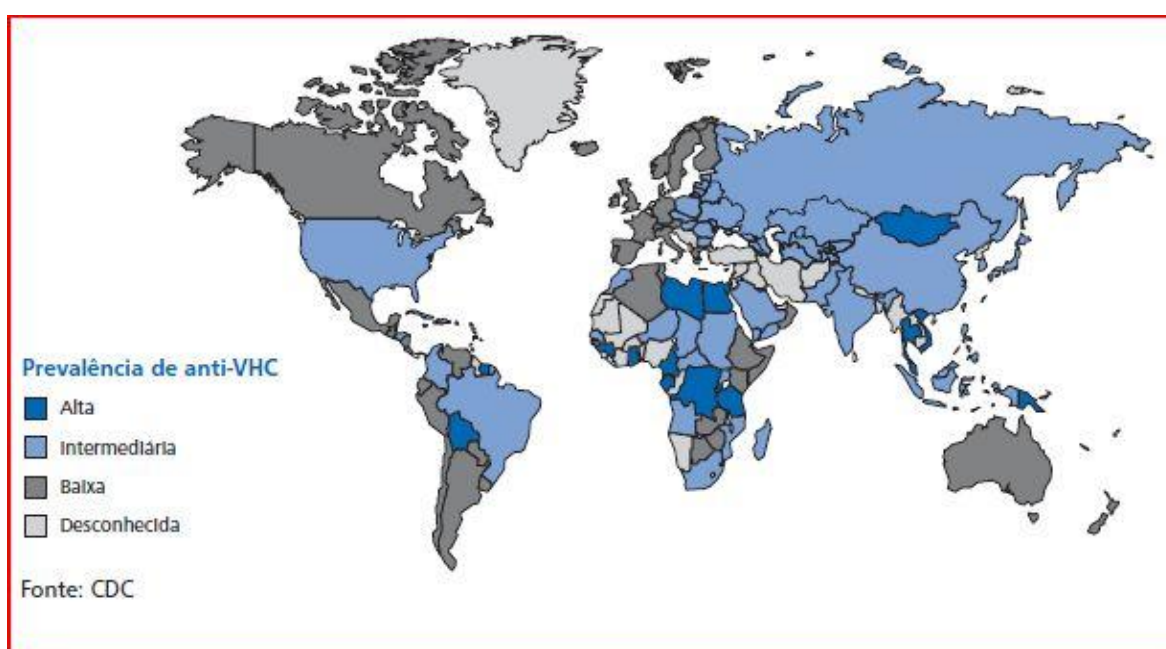 Prevalência de anti-VHC
Alta
Intermediária
Baixa
Desconhecida
Fonte: CDC